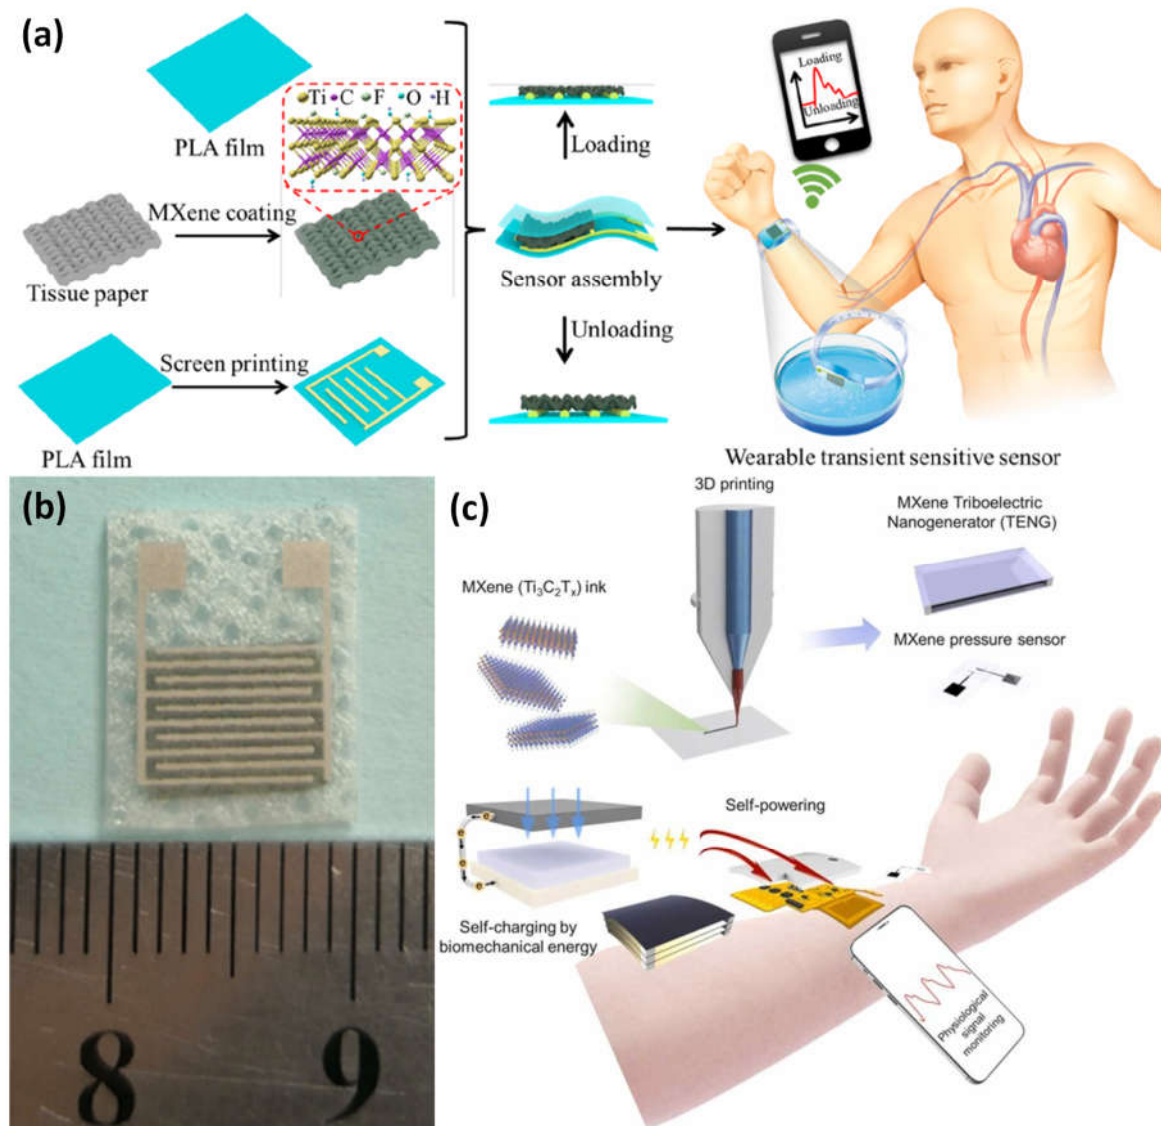 (a)
PLA film
Ti C F O H
MXene coating
Tissue paper
Screen printing
PLA film
Loading
Sensor assembly
Unloading
Loading
Unloading
Wearable transient sensitive sensor
(b)
8 9
(c)
3D printing
MXene (Ti₃C₂Tₓ) ink
MXene Triboelectric
Nanogenerator (TENG)
MXene pressure sensor
Self-powering
Self-charging by
biomechanical energy
Physiological
signal
monitoring